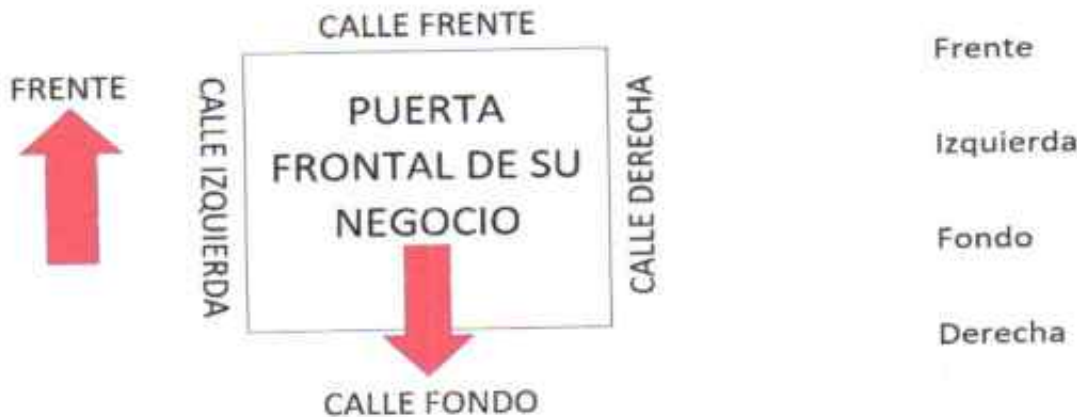 CALLE FRENTE
FRENTE
CALLE IZQUIERDA
PUERTA
FRONTAL DE SU
NEGOCIO
CALLE DERECHA
CALLE FONDO
Frente
Izquierda
Fondo
Derecha